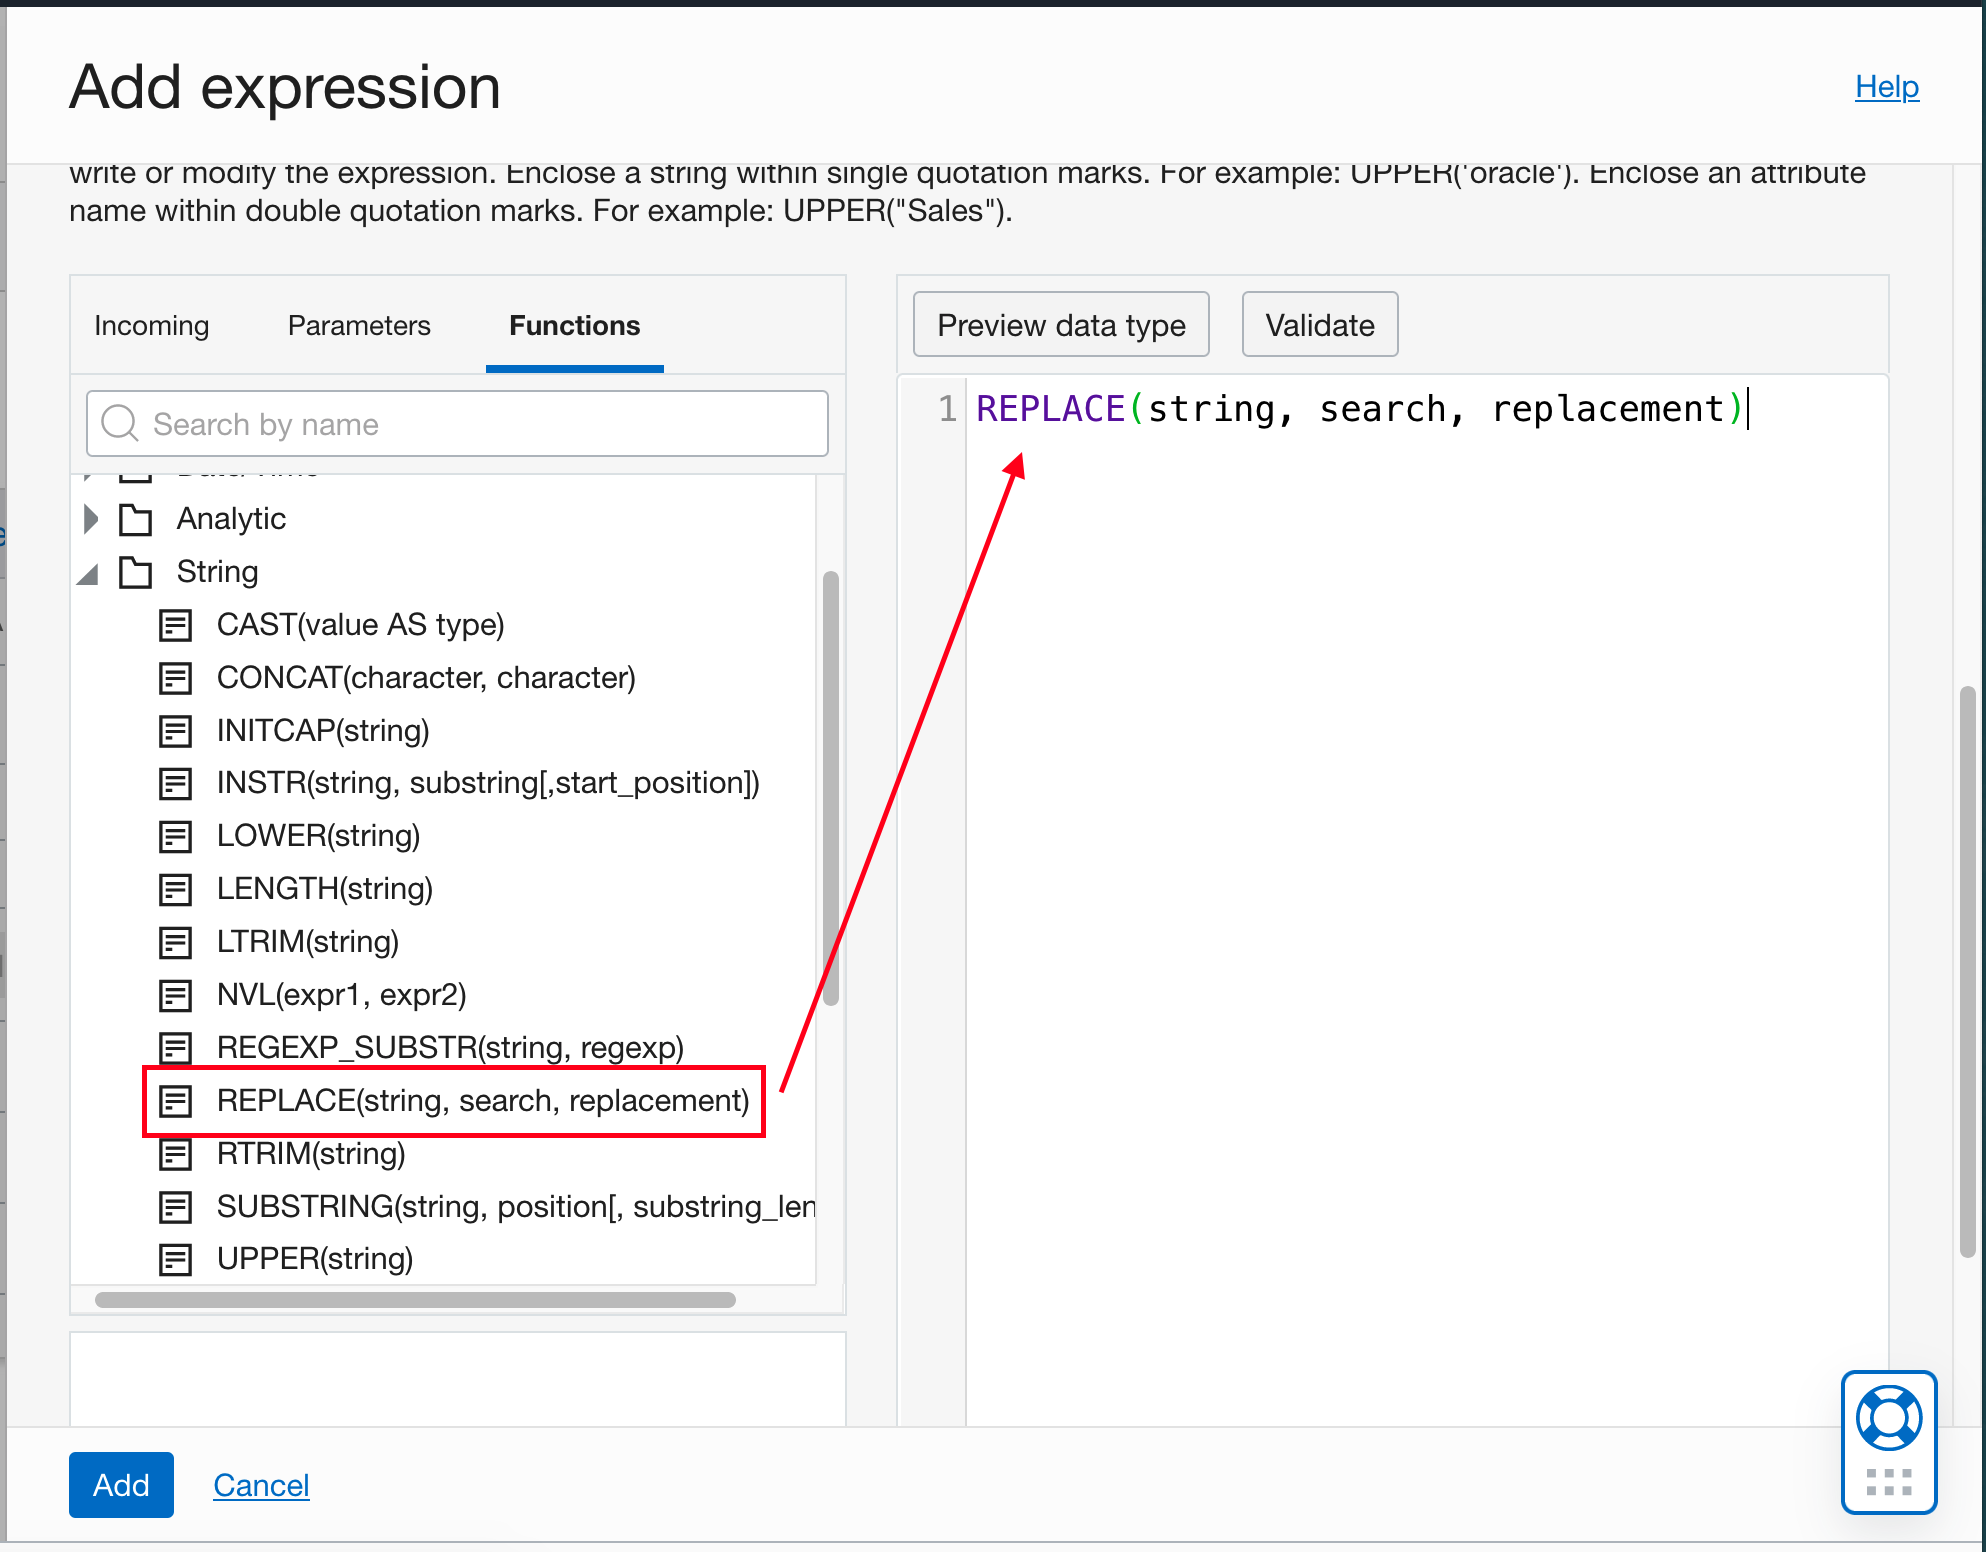 Add expression
Help
write or modify the expression. Enclose a string within single quotation marks. For example: UPPER('oracle'). Enclose an attribute
name within double quotation marks. For example: UPPER("Sales").
Incoming
Parameters
Functions
Search by name
Analytic
String
CAST(value AS type)
CONCAT(character, character)
INITCAP(string)
INSTR(string, substring[,start_position])
LOWER(string)
LENGTH(string)
LTRIM(string)
NVL(expr1, expr2)
REGEXP_SUBSTR(string, regexp)
REPLACE(string, search, replacement)
RTRIM(string)
SUBSTRING(string, position[, substring_len
UPPER(string)
Preview data type
Validate
1 REPLACE(string, search, replacement)
Add
Cancel